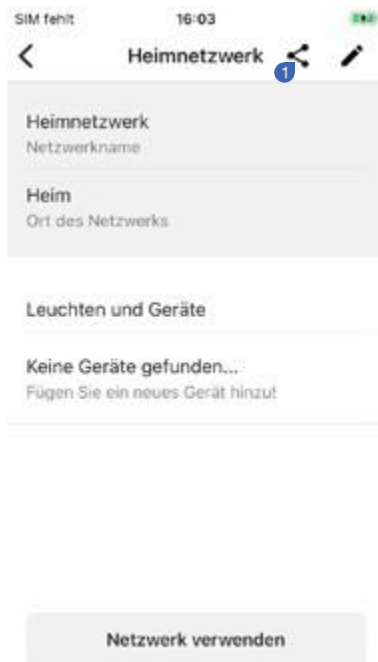 SIM fehlt 16:03
Heimnetzwerk
1
Heimnetzwerk
Netzwerkname
Heim
Ort des Netzwerks
Leuchten und Geräte
Keine Geräte gefunden...
Fügen Sie ein neues Gerät hinzu!
Netzwerk verwenden